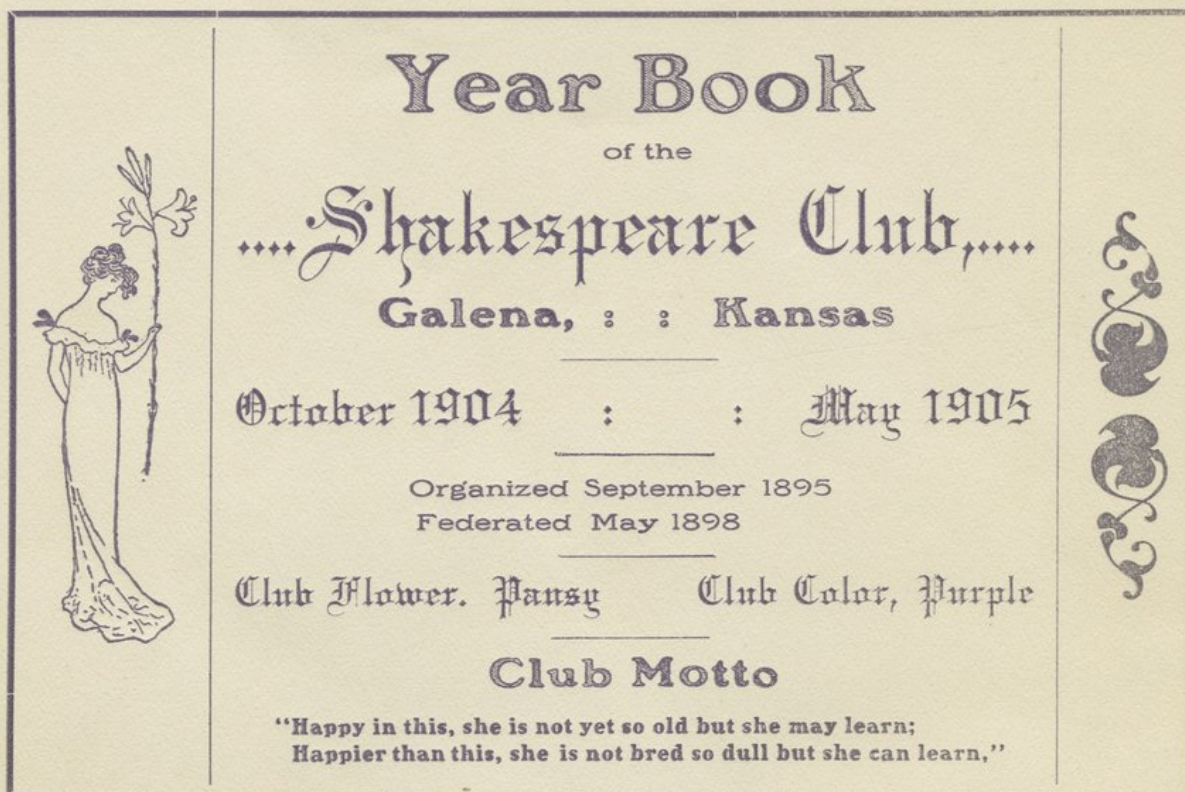 Year Book
of the
....Shakespeare Club,....
Galena, : : Kansas
October 1904 : : May 1905
Organized September 1895
Federated May 1898
Club Flower. Pansy Club Color, Purple
Club Motto
"Happy in this, she is not yet so old but she may learn;
Happier than this, she is not bred so dull but she can learn,"